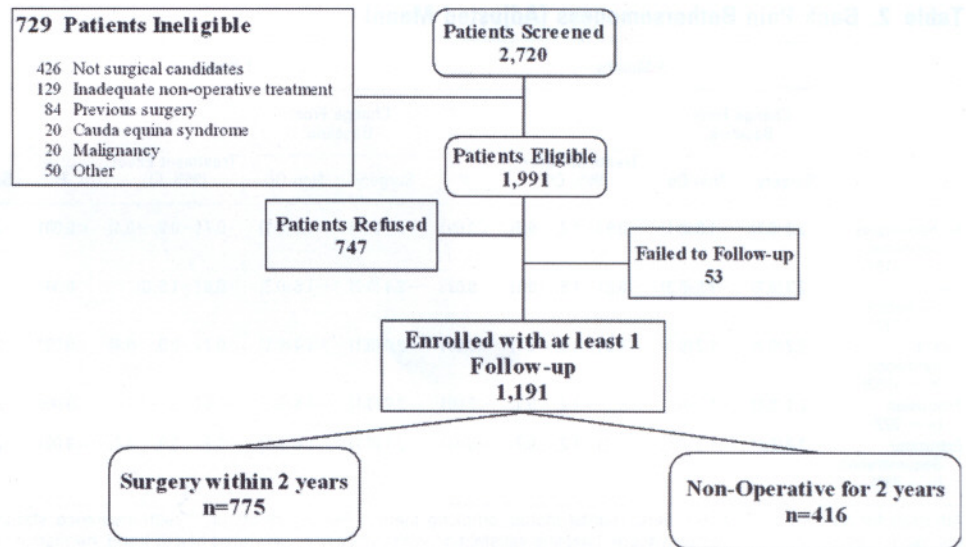 729 Patients Ineligible
426 Not surgical candidates
129 Inadequate non-operative treatment
84 Previous surgery
20 Cauda equina syndrome
20 Malignancy
50 Other
Patients Screened
2,720
Patients Eligible
1,991
Patients Refused
747
Failed to Follow-up
53
Enrolled with at least 1
Follow-up
1,191
Surgery within 2 years
n=775
Non-Operative for 2 years
n=416